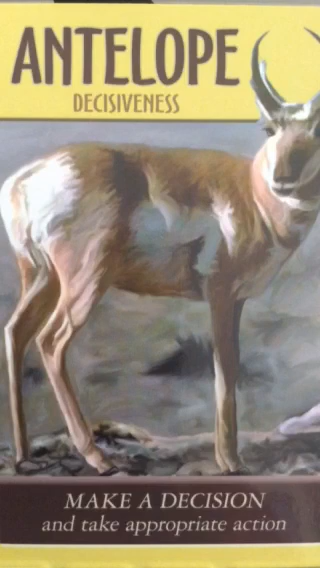 ANTELOPE
DECISIVENESS
MAKE A DECISION
and take appropriate action